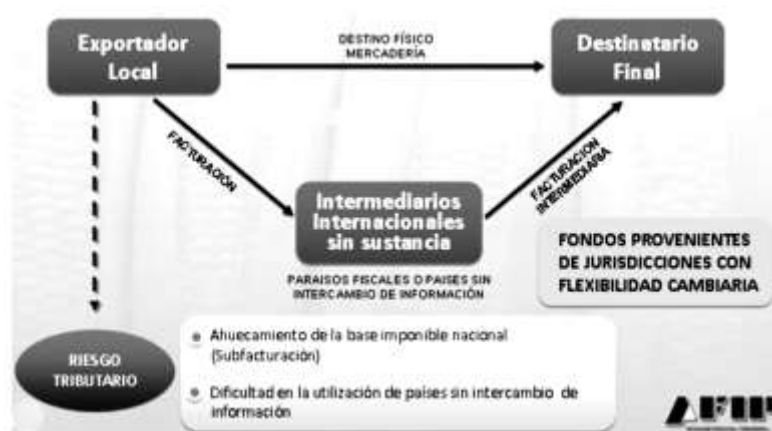 Exportador
Local
DESTINO FÍSICO
MERCADERÍA
Destinatario
Final
FACTURACIÓN
FACTURACION
INTERMEDIARIA
Intermediarios
Internacionales
sin sustancia
PARAISOS FISCALES O PAISES SIN
INTERCAMBIO DE INFORMACIÓN
FONDOS PROVENIENTES
DE JURISDICCIONES CON
FLEXIBILIDAD CAMBIARIA
RIESGO
TRIBUTARIO
Ahuecamiento de la base imponible nacional
(Subfacturación)
Dificultad en la utilización de países sin intercambio de
información
AFIP